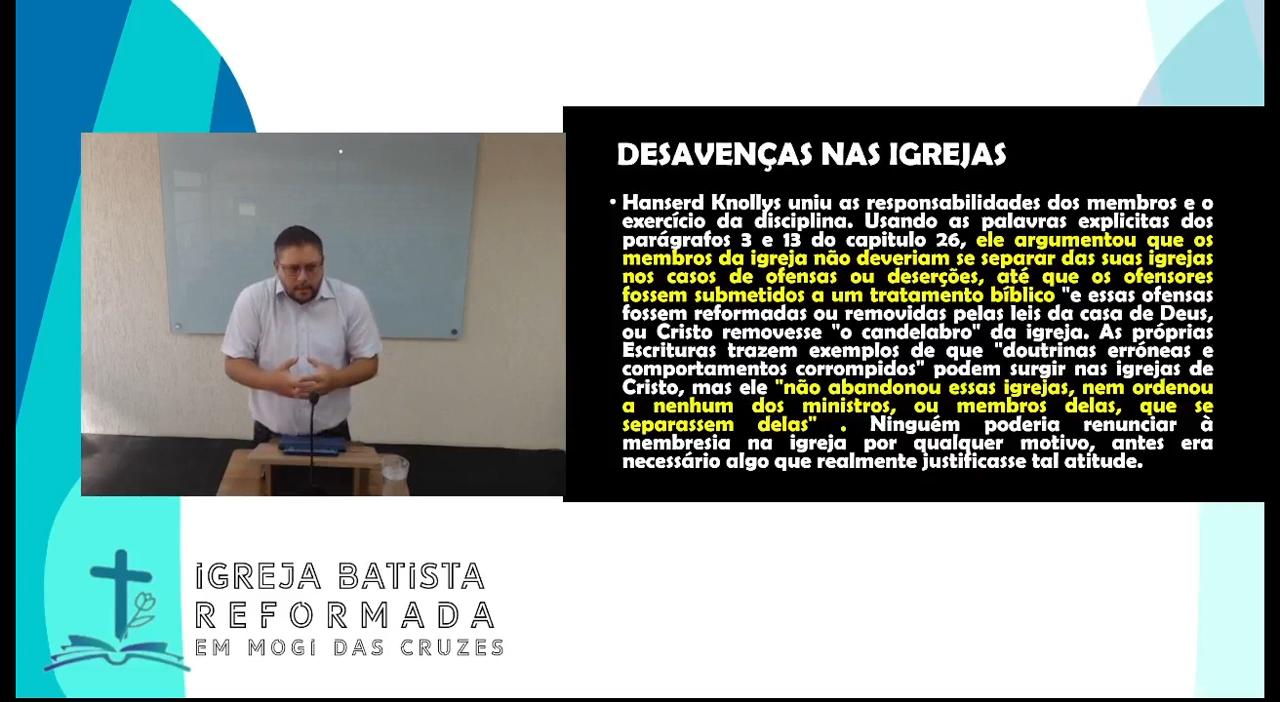 DESAVENÇAS NAS IGREJAS
• Hanserd Knollys uniu as responsabilidades dos membros e o
exercício da disciplina. Usando as palavras explicitas dos
parágrafos 3 e 13 do capitulo 26, ele argumentou que os
membros da igreja não deveriam se separar das suas igrejas
nos casos de ofensas ou deserções, até que os ofensores
fossem submetidos a um tratamento bíblico "e essas ofensas
fossem reformadas ou removidas pelas leis da casa de Deus,
ou Cristo removesse "o candelabro" da igreja. As próprias
Escrituras trazem exemplos de que "doutrinas erróneas e
comportamentos corrompidos" podem surgir nas igrejas de
Cristo, mas ele "não abandonou essas igrejas, nem ordenou
a nenhum dos ministros, ou membros delas, que se
separassem delas" . Ninguém poderia renunciar à
membresia na igreja por qualquer motivo, antes era
necessário algo que realmente justificasse tal atitude.
IGREJA BATISTA
REFORMADA
EM MOGI DAS CRUZES